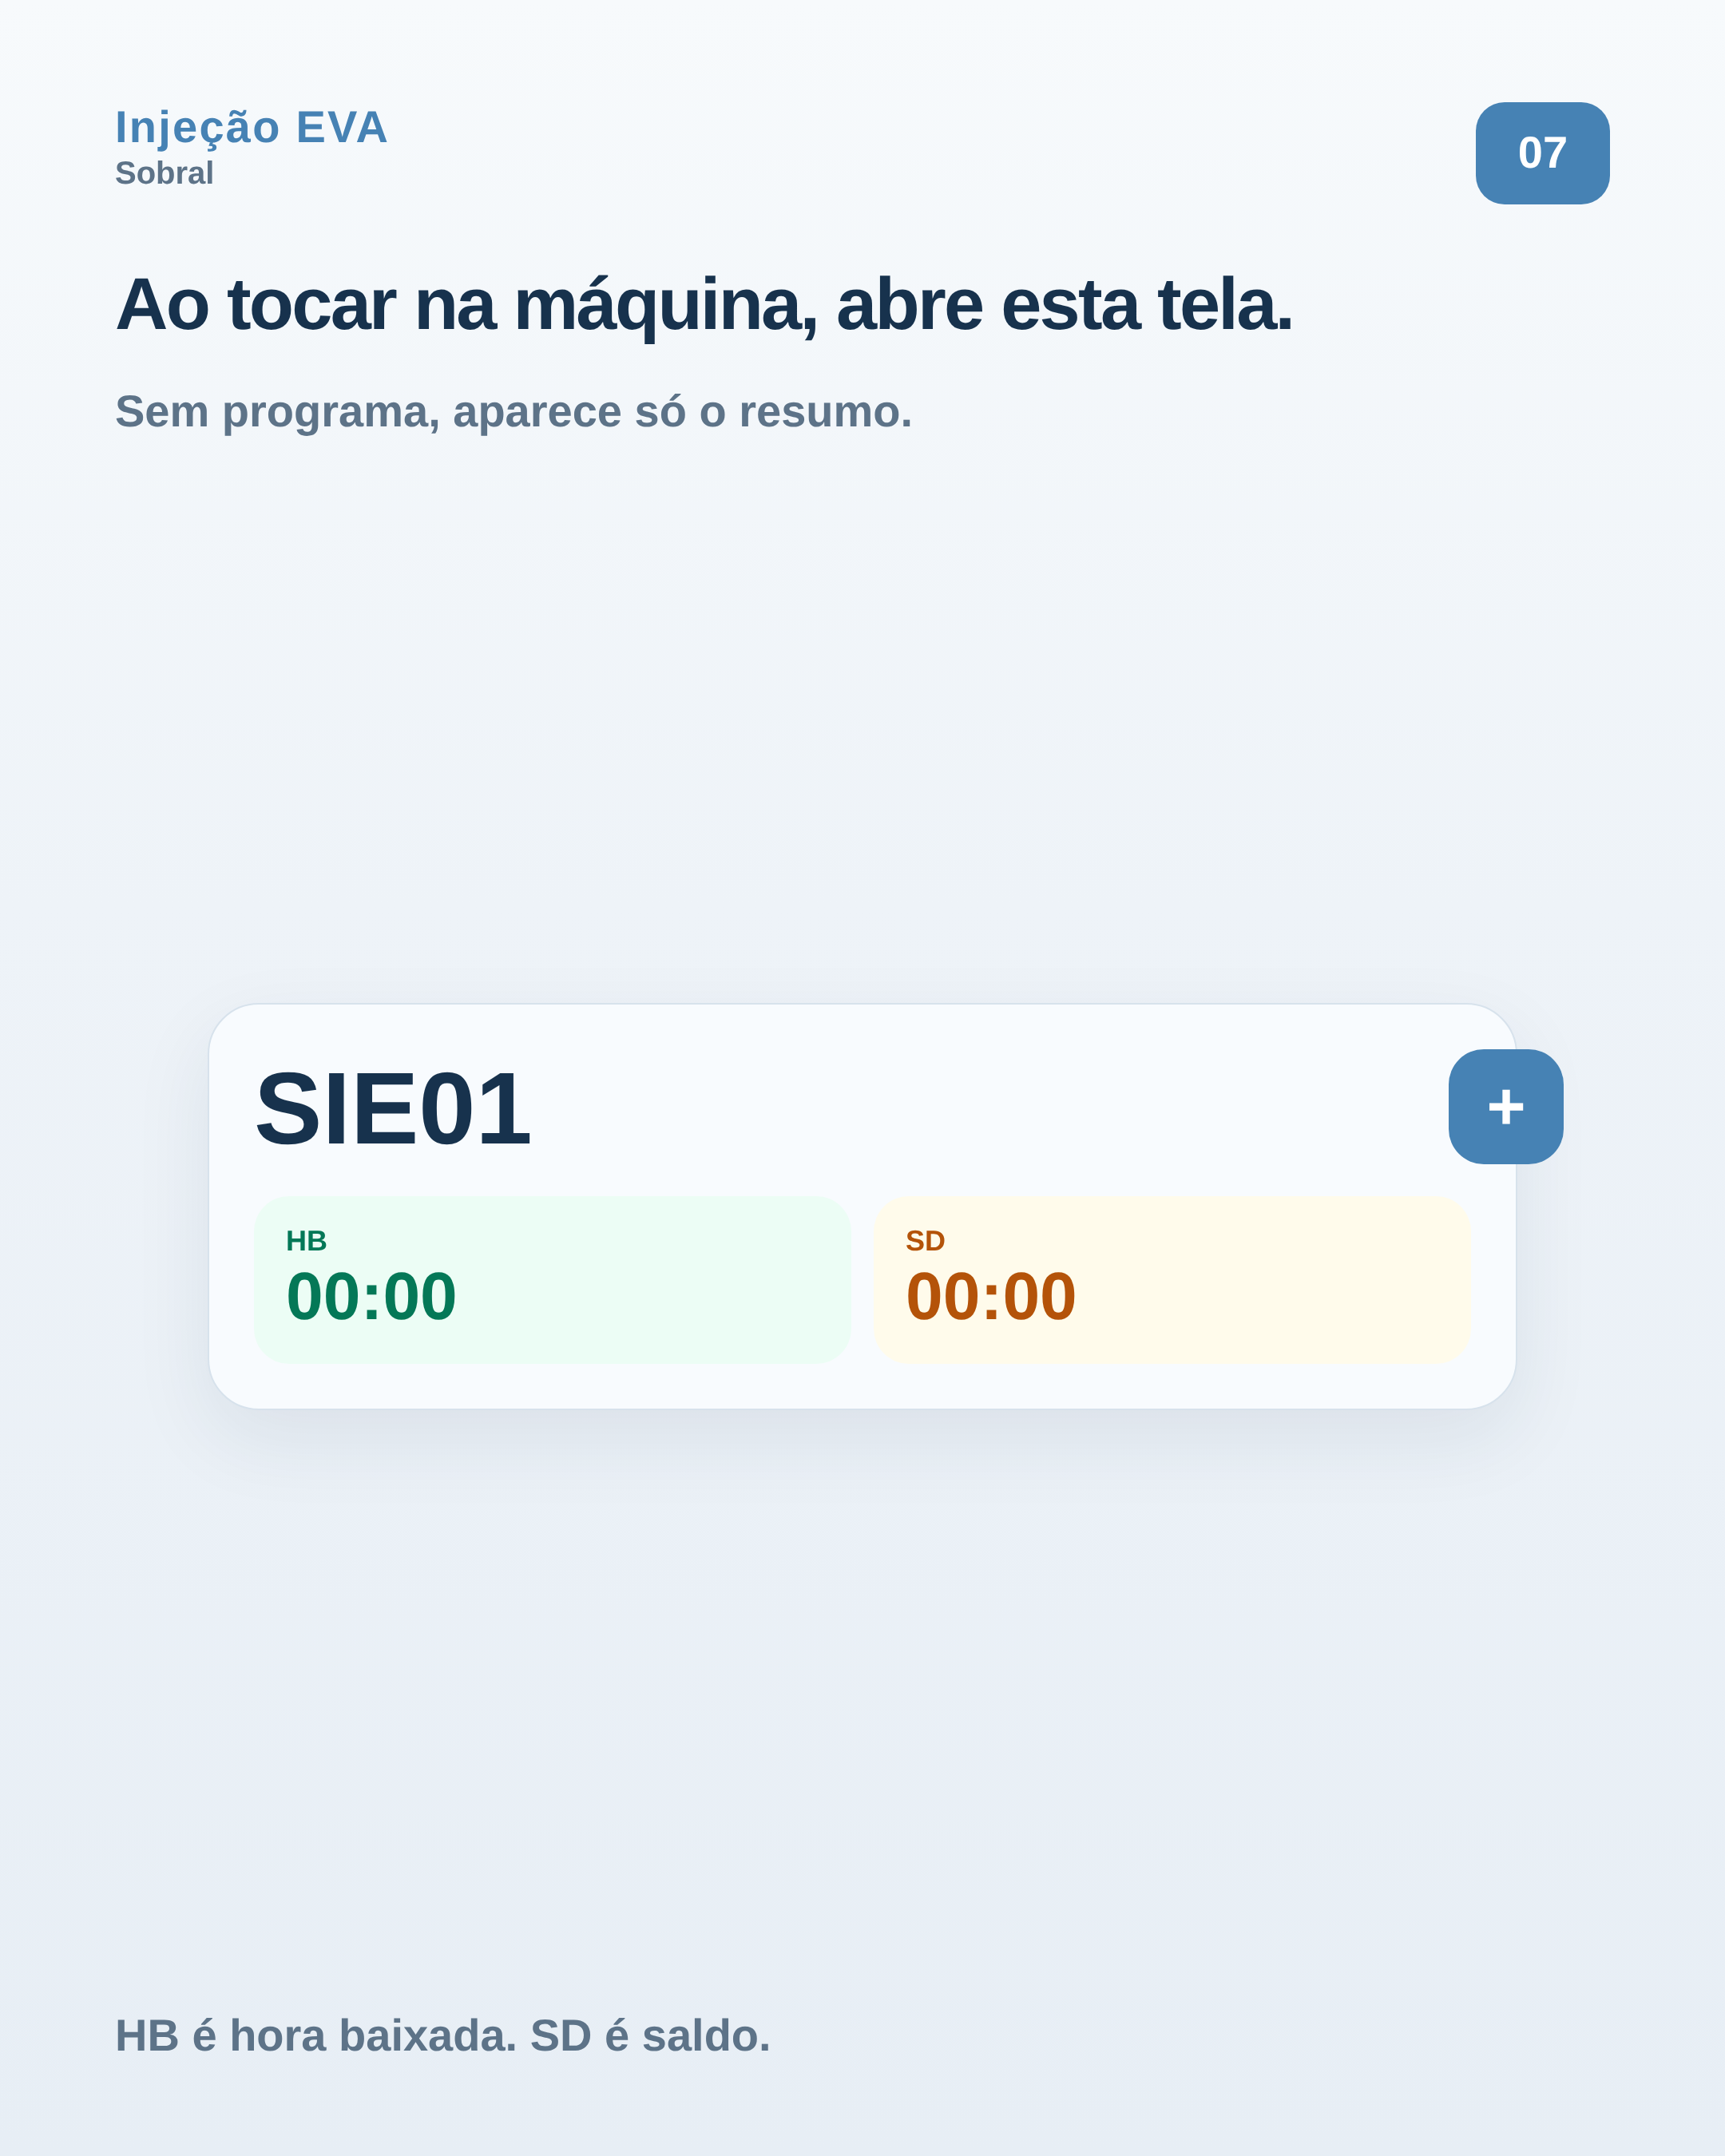 Injeção EVA
Sobral
07
Ao tocar na máquina, abre esta tela.
Sem programa, aparece só o resumo.
SIE01
+
HB
00:00
SD
00:00
HB é hora baixada. SD é saldo.